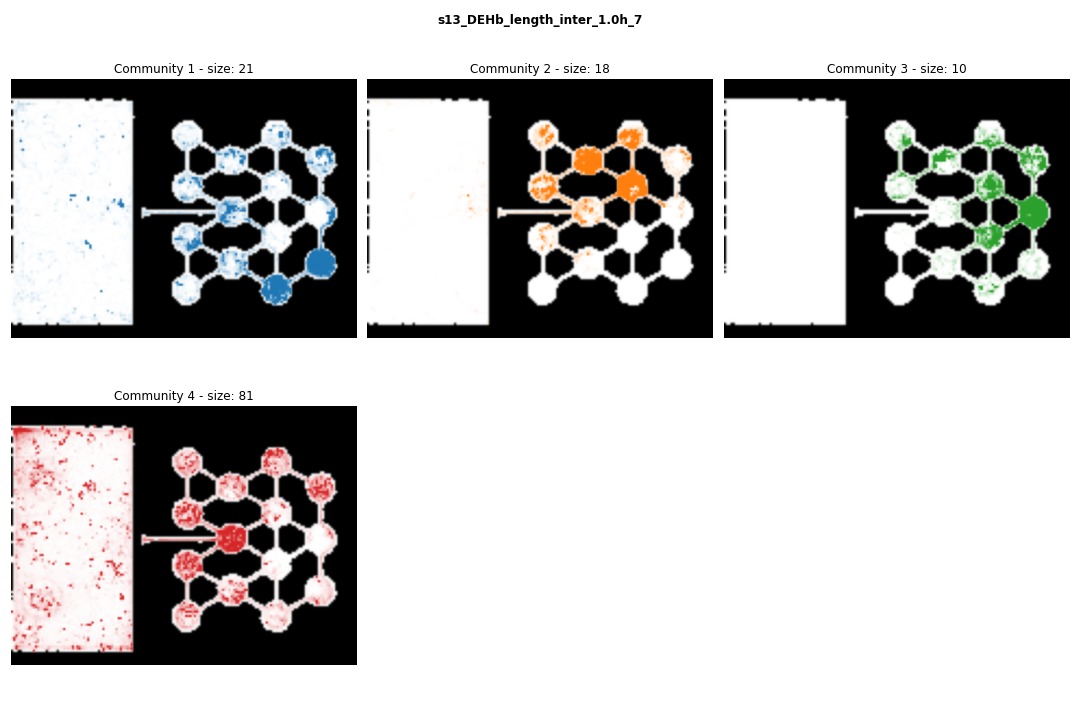 s13_DEHb_length_inter_1.0h_7
Community 1 - size: 21
Community 2 - size: 18
Community 3 - size: 10
Community 4 - size: 81